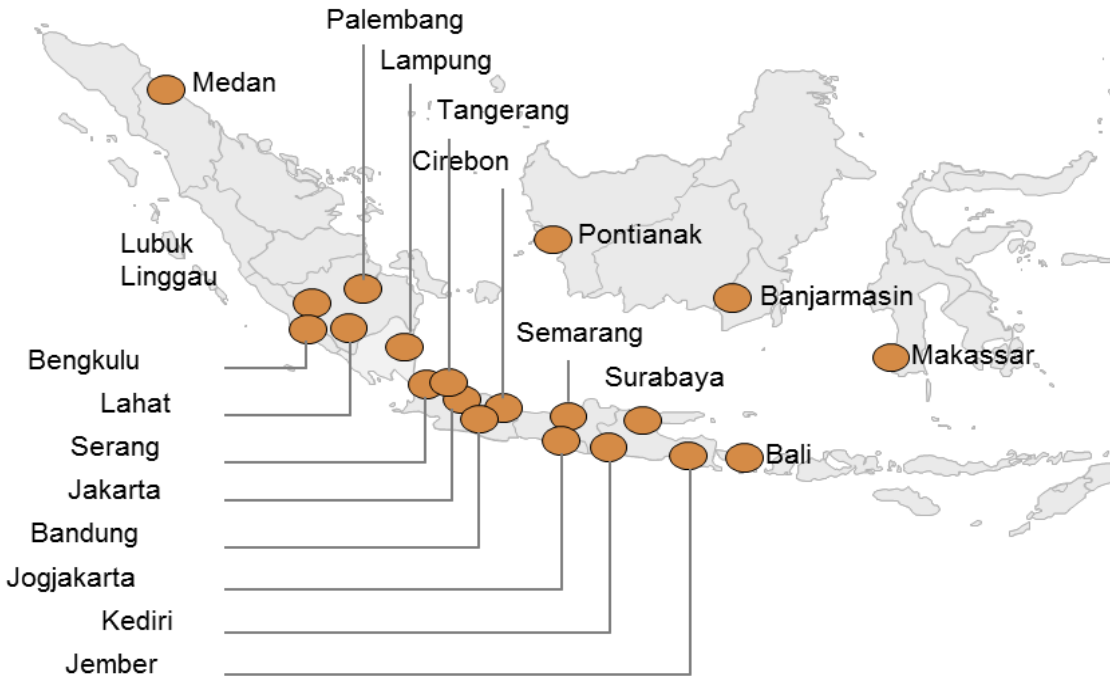 Palembang
Lampung
Medan
Tangerang
Cirebon
Pontianak
Lubuk
Linggau
Banjarmasin
Semarang
Makassar
Bengkulu
Surabaya
Lahat
Serang
Bali
Jakarta
Bandung
Jogjakarta
Kediri
Jember